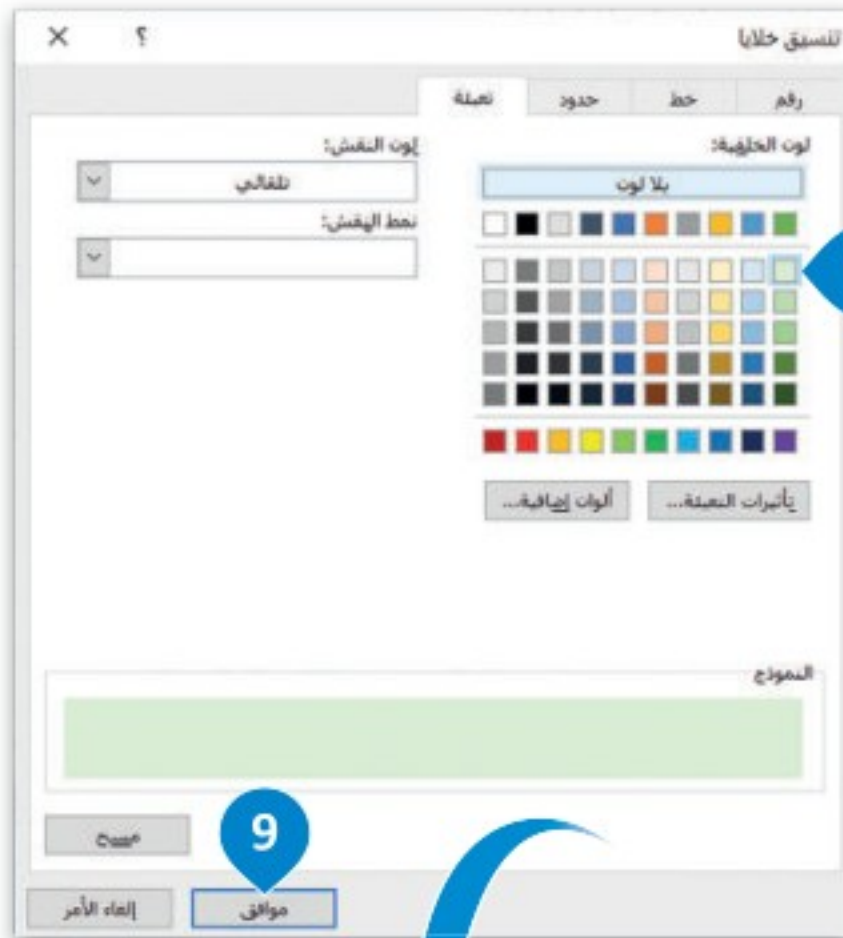 تنسيق خلايا
؟ ×
رقم خط حدود تعبئة
لون الخلفية:
بلا لون
تأثيرات التعبئة...
ألوان إضافية...
لون النقش:
تلقائي
نمط النقش:
النموذج
مسح
9
موافق
إلغاء الأمر